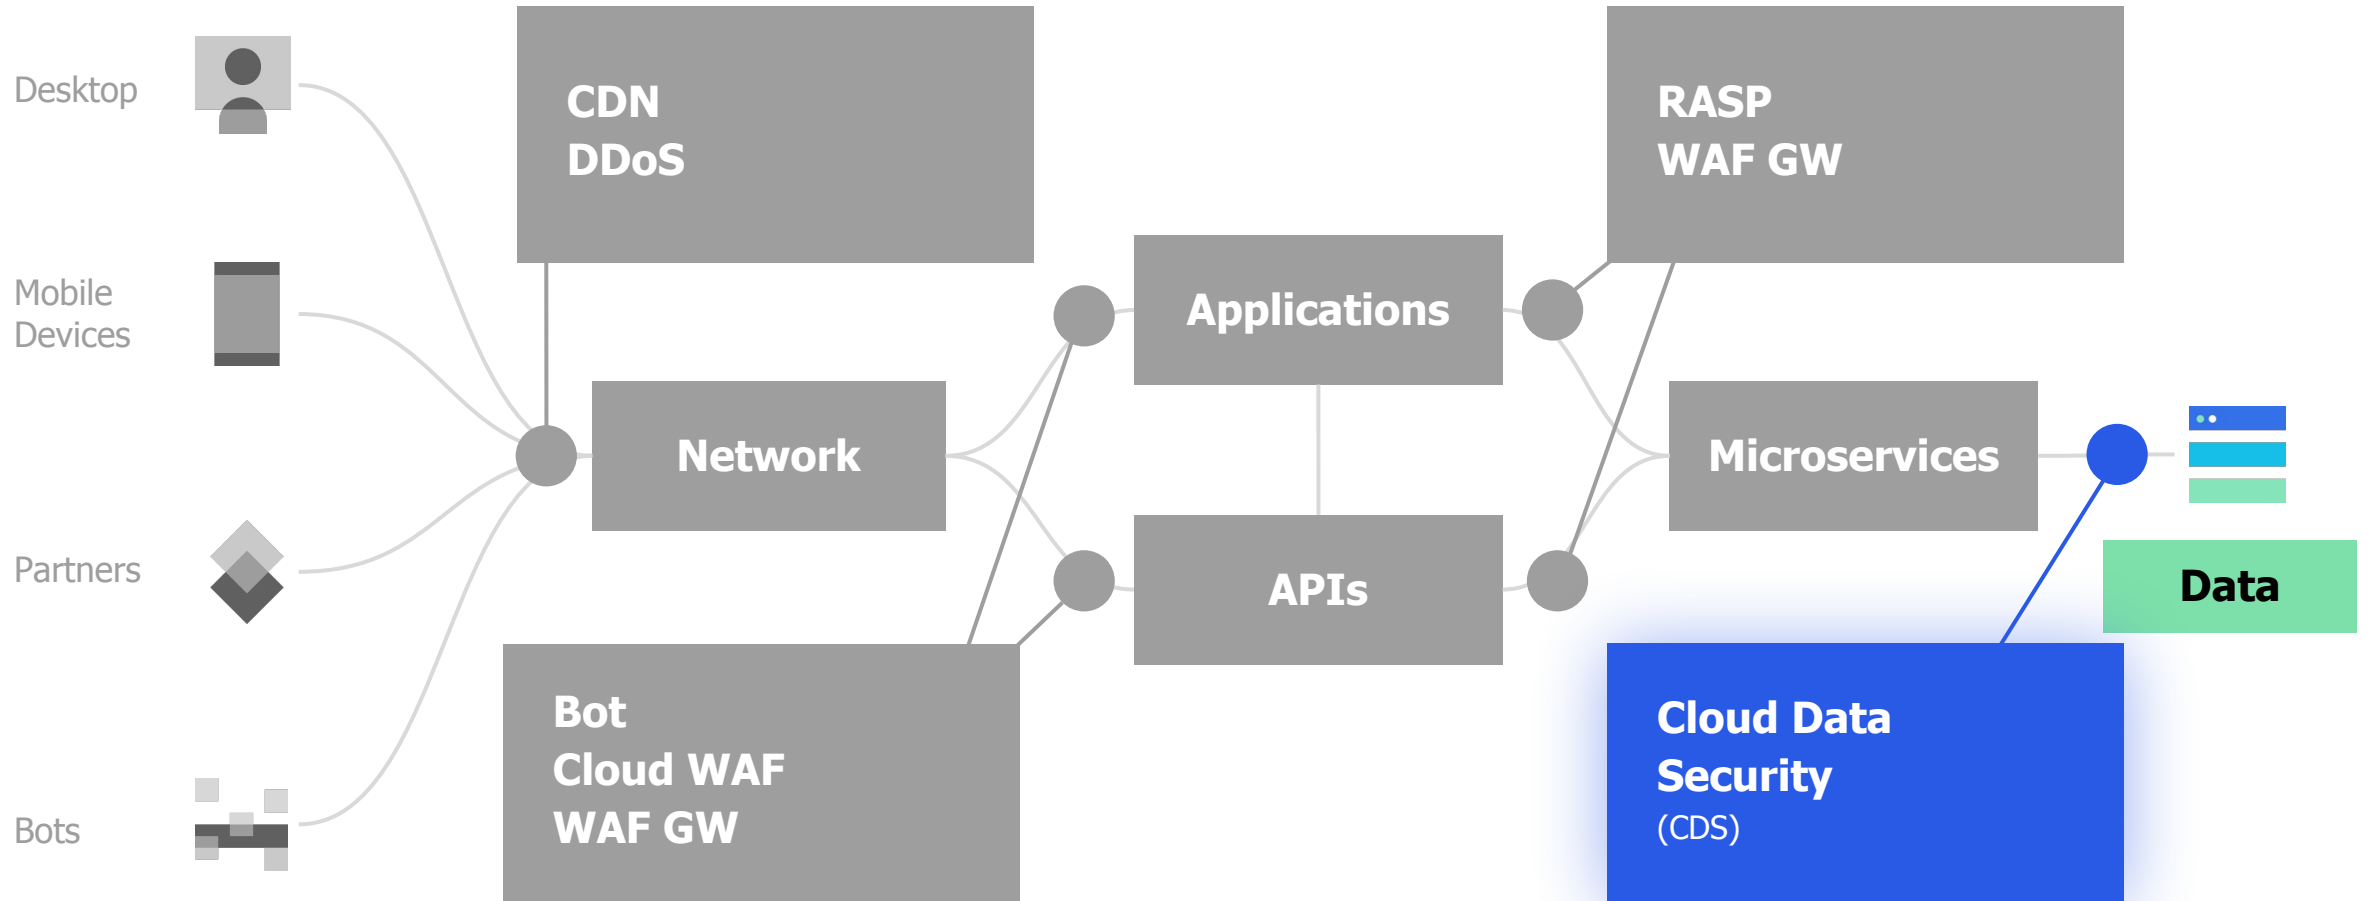 Desktop
Mobile
Devices
Partners
Bots
CDN
DDoS
Network
Bot
Cloud WAF
WAF GW
Applications
APIs
RASP
WAF GW
Microservices
Data
Cloud Data
Security
(CDS)